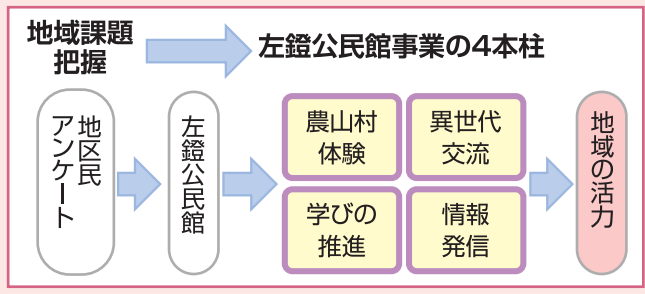 地域課題
把握
左鐙公民館事業の4本柱
地区民
アンケート
左鐙公民館
農山村
体験
異世代
交流
学びの
推進
情報
発信
地域の活力